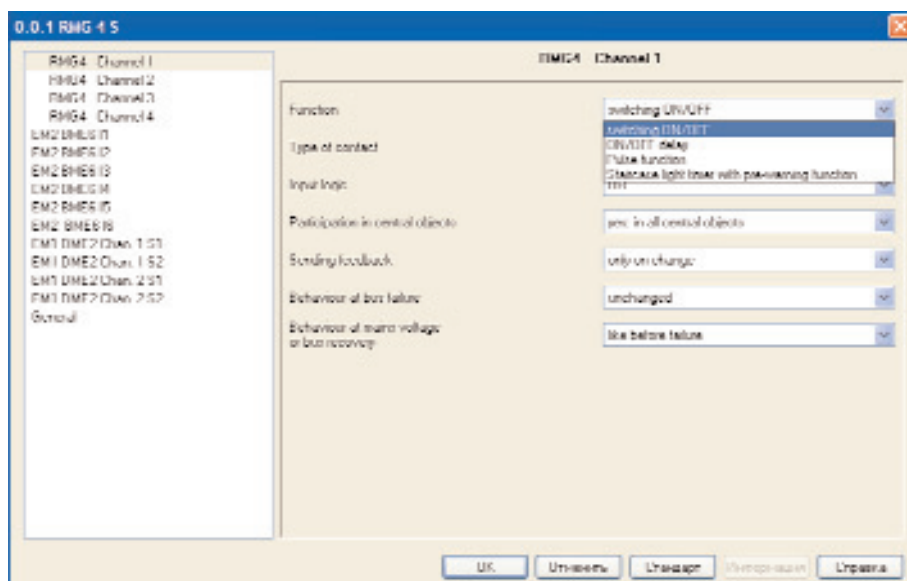 0.0.1 RMG 4 S
RMG4 Channel 1
RMG4 Channel 2
RMG4 Channel 3
RMG4 Channel 4
EM2 BME6 I1
EM2 BME6 I2
EM2 BME6 I3
EM2 BME6 I4
EM2 BME6 I5
EM2 BME6 I6
EM1 DME2 Chan. 1 S1
EM1 DME2 Chan. 1 S2
EM1 DME2 Chan. 2 S1
EM1 DME2 Chan. 2 S2
General
RMG4 Channel 1
Function
switching ON/OFF
switching ON/OFF
ON/OFF delay
Pulse function
Staircase light timer with pre-warning function
Type of contact
Input logic
Participation in central objects
yes: in all central objects
Sending feedback
only on change
Behaviour at bus failure
unchanged
Behaviour at mains voltage
or bus recovery
like before failure
OK
Отменить
Стандарт
Информация
Справка